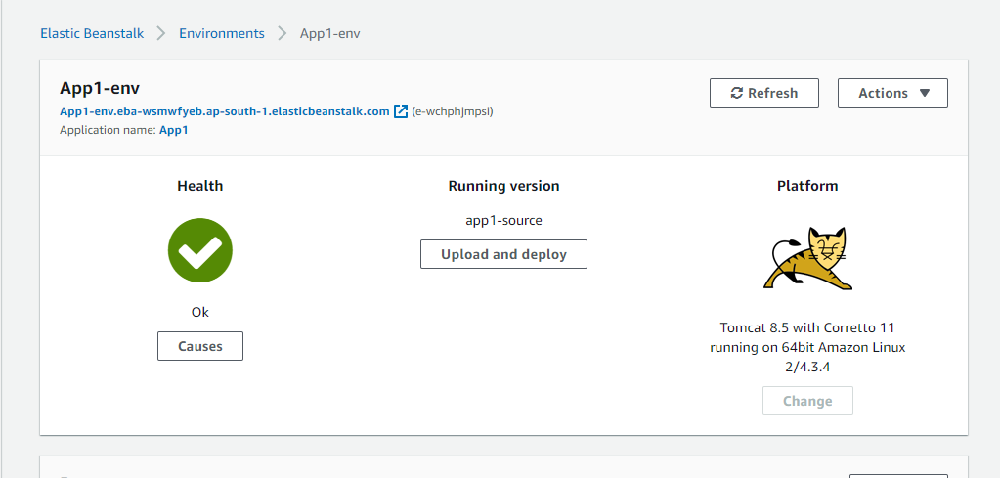 Elastic Beanstalk > Environments > App1-env
App1-env
Refresh
Actions
App1-env.eba-wsmwfyeb.ap-south-1.elasticbeanstalk.com (e-wchphjmpsi)
Application name: App1
Health
Running version
Platform
app1-source
Upload and deploy
Ok
Causes
Tomcat 8.5 with Corretto 11
running on 64bit Amazon Linux
2/4.3.4
Change